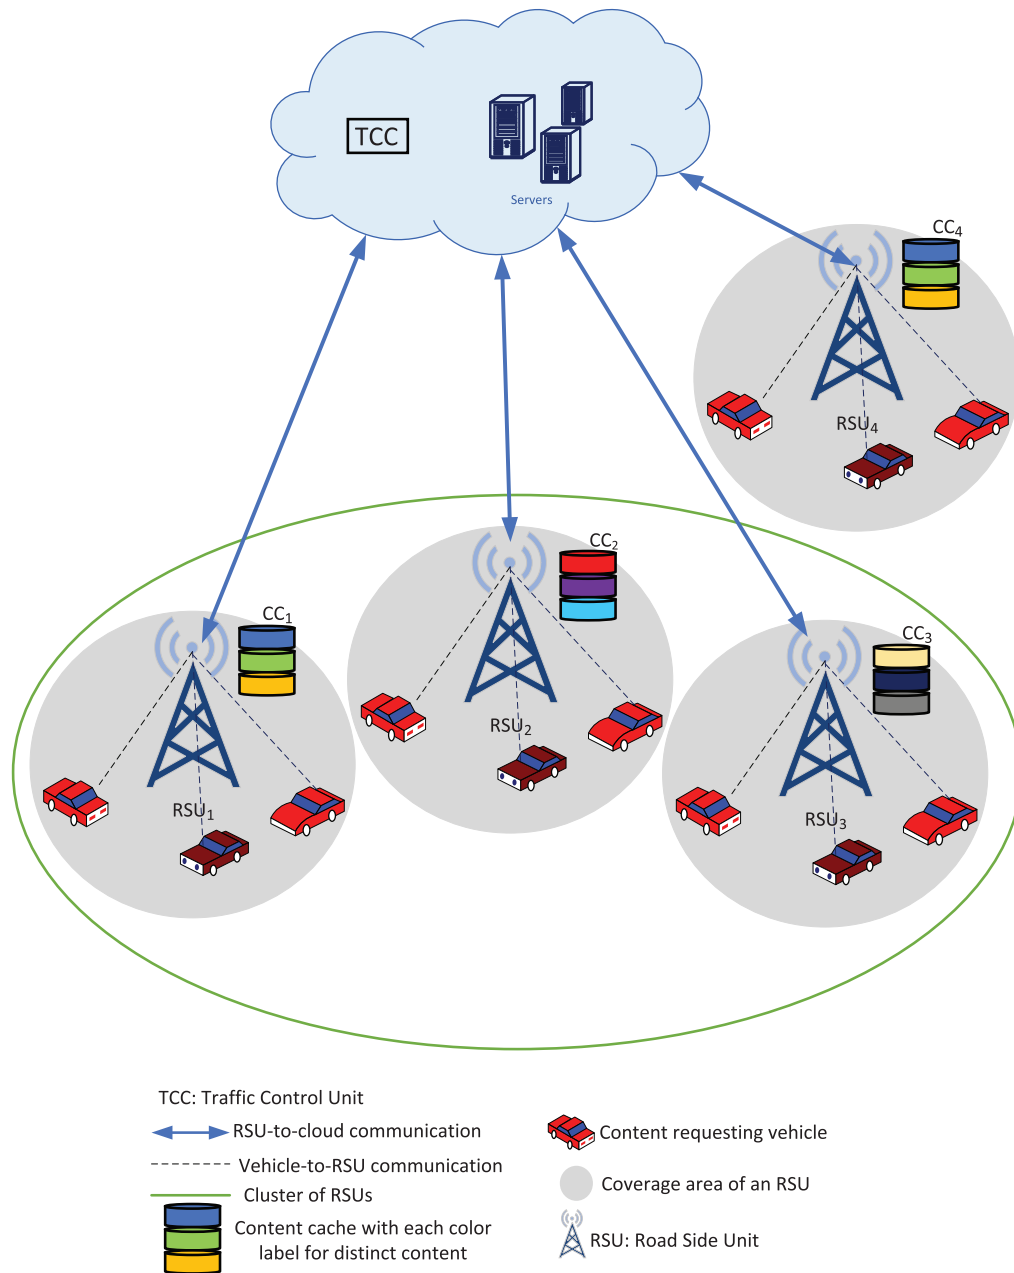 TCC
Servers
CC4
RSU4
CC2
CC1
CC3
RSU2
RSU1
RSU3
TCC: Traffic Control Unit
RSU-to-cloud communication
Vehicle-to-RSU communication
Cluster of RSUs
Content cache with each color
label for distinct content
Content requesting vehicle
Coverage area of an RSU
RSU: Road Side Unit